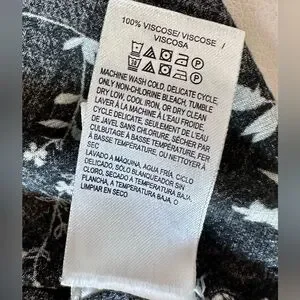 100% VISCOSE/ VISCOSE /
VISCOSA
MACHINE WASH COLD, DELICATE CYCLE,
ONLY NON-CHLORINE BLEACH, TUMBLE
DRY LOW, COOL IRON, OR DRY CLEAN
LAVER À LA MACHINE À L'EAU FROIDE,
CYCLE DELICATE, SEULEMENT DE L'EAU
DE JAVEL SANS CHLORURE, SÉCHER PAR
CULBUTAGE À BASSE TEMPERATURE, FER
À BASSE TEMPERATURE, OU NETTOYER À
SEC
LAVADO A MÁQUINA, AGUA FRÍA, CICLO
DELICADO, SÓLO BLANQUEADOR SIN
CLORO, SECADO A TEMPERATURA BAJA,
PLANCHA, A TEMPERATURA BAJA, O
LIMPIAR EN SECO